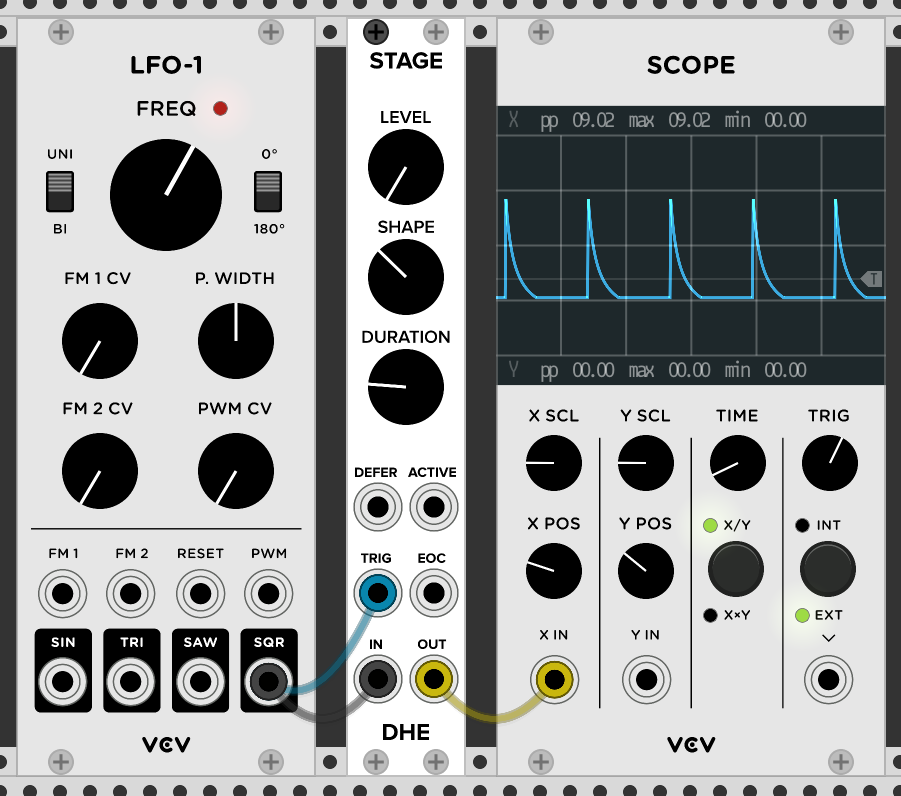 LFO-1
FREQ
UNI
0°
BI
180°
FM 1 CV
P. WIDTH
FM 2 CV
PWM CV
FM 1
FM 2
RESET
PWM
SIN
TRI
SAW
SQR
VCV
STAGE
LEVEL
SHAPE
DURATION
DEFER
ACTIVE
TRIG
EOC
IN
OUT
DHE
SCOPE
X pp 09.02 max 09.02 min 00.00
T
Y pp 00.00 max 00.00 min 00.00
X SCL
Y SCL
TIME
TRIG
X POS
Y POS
X/Y
INT
X×Y
EXT
X IN
Y IN
VCV